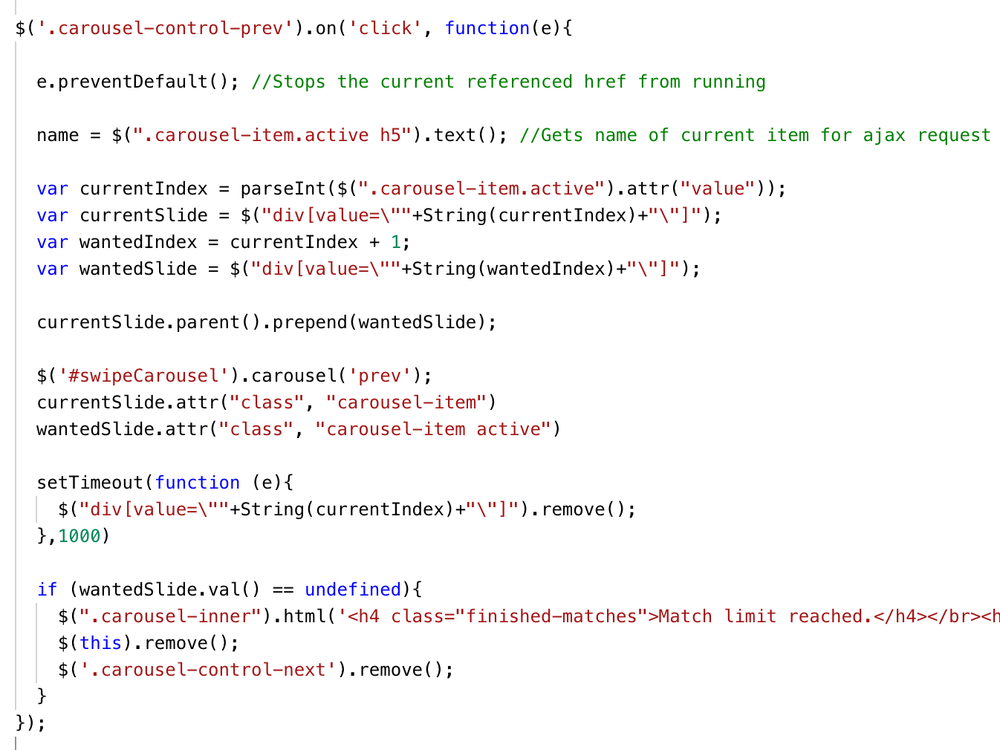 $('.carousel-control-prev').on('click', function(e){
e.preventDefault(); //Stops the current referenced href from running
name = $(".carousel-item.active h5").text(); //Gets name of current item for ajax request
var currentIndex = parseInt($(".carousel-item.active").attr("value"));
var currentSlide = $("div[value=\""+String(currentIndex)+"\"]");
var wantedIndex = currentIndex + 1;
var wantedSlide = $("div[value=\""+String(wantedIndex)+"\"]");
currentSlide.parent().prepend(wantedSlide);
$('#swipeCarousel').carousel('prev');
currentSlide.attr("class", "carousel-item")
wantedSlide.attr("class", "carousel-item active")
setTimeout(function (e){
$("div[value=\""+String(currentIndex)+"\"]").remove();
},1000)
if (wantedSlide.val() == undefined){
$(".carousel-inner").html('<h4 class="finished-matches">Match limit reached.</h4></br><h
$(this).remove();
$('.carousel-control-next').remove();
}
});